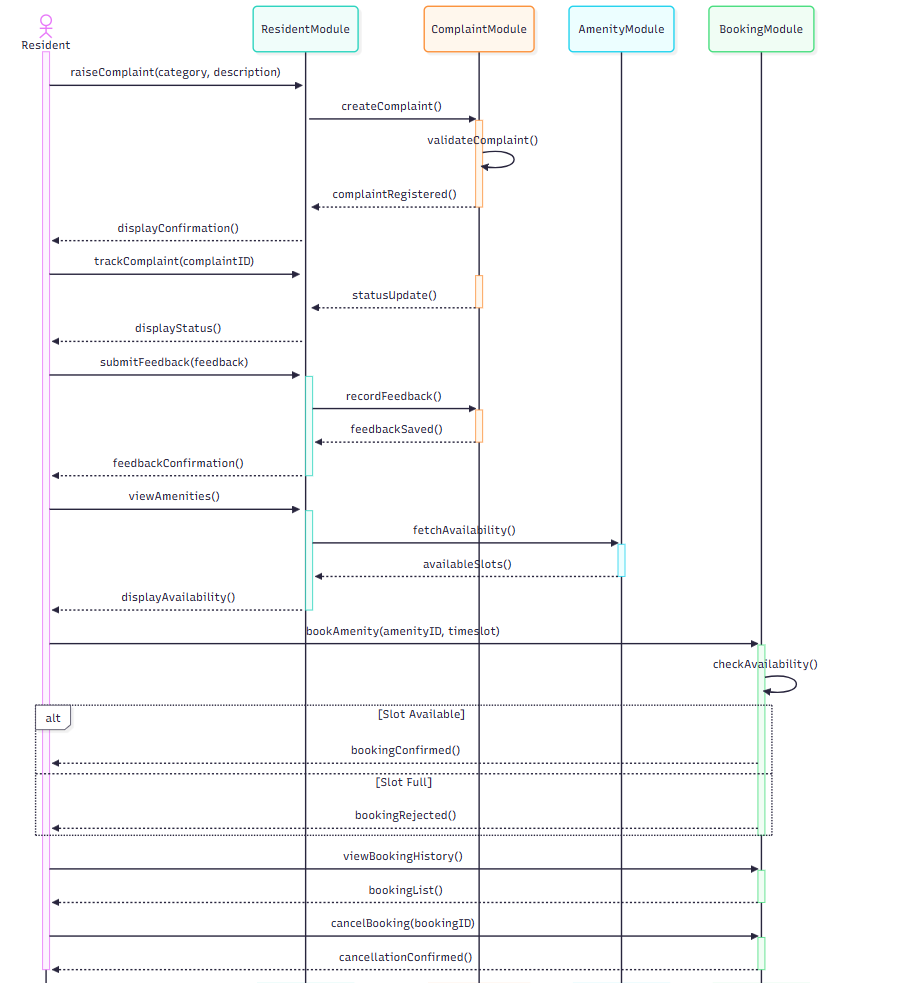 Resident
ResidentModule
ComplaintModule
AmenityModule
BookingModule
raiseComplaint(category, description)
createComplaint()
validateComplaint()
complaintRegistered()
displayConfirmation()
trackComplaint(complaintID)
statusUpdate()
displayStatus()
submitFeedback(feedback)
recordFeedback()
feedbackSaved()
feedbackConfirmation()
viewAmenities()
fetchAvailability()
availableSlots()
displayAvailability()
bookAmenity(amenityID, timeslot)
checkAvailability()
alt
[Slot Available]
bookingConfirmed()
[Slot Full]
bookingRejected()
viewBookingHistory()
bookingList()
cancelBooking(bookingID)
cancellationConfirmed()